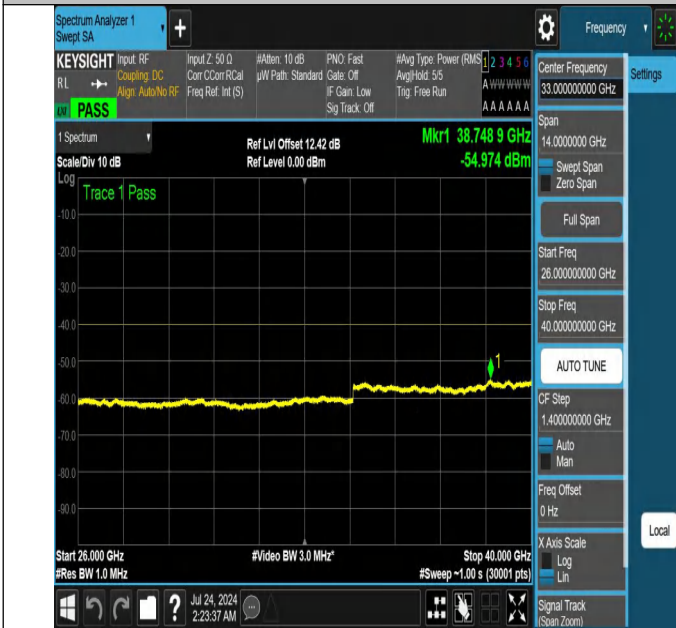 Spectrum Analyzer 1
Swept SA
+
Frequency
KEYSIGHT
Input: RF
Input Z: 50 Ω
#Atten: 10 dB
PNO: Fast
#Avg Type: Power (RMS
1 2 3 4 5 6
RL
Coupling: DC
Corr CCorr RCal
µW Path: Standard
Gate: Off
Avg|Hold: 5/5
A W W W W W
Align: Auto/No RF
Freq Ref: Int (S)
IF Gain: Low
Trig: Free Run
Sig Track: Off
A A A A A A
PASS
1 Spectrum
Ref Lvl Offset 12.42 dB
Mkr1 38.748 9 GHz
Scale/Div 10 dB
Ref Level 0.00 dBm
-54.974 dBm
Log
Trace 1 Pass
-10.0
-20.0
-30.0
-40.0
-50.0
1
-60.0
-70.0
-80.0
-90.0
Start 26.000 GHz
#Video BW 3.0 MHz*
Stop 40.000 GHz
#Res BW 1.0 MHz
#Sweep ~1.00 s (30001 pts)
Jul 24, 2024
2:23:37 AM
?
Center Frequency
33.000000000 GHz
Settings
Span
14.0000000 GHz
Swept Span
Zero Span
Full Span
Start Freq
26.000000000 GHz
Stop Freq
40.000000000 GHz
AUTO TUNE
CF Step
1.400000000 GHz
Auto
Man
Freq Offset
0 Hz
X Axis Scale
Log
Lin
Local
Signal Track
(Span Zoom)